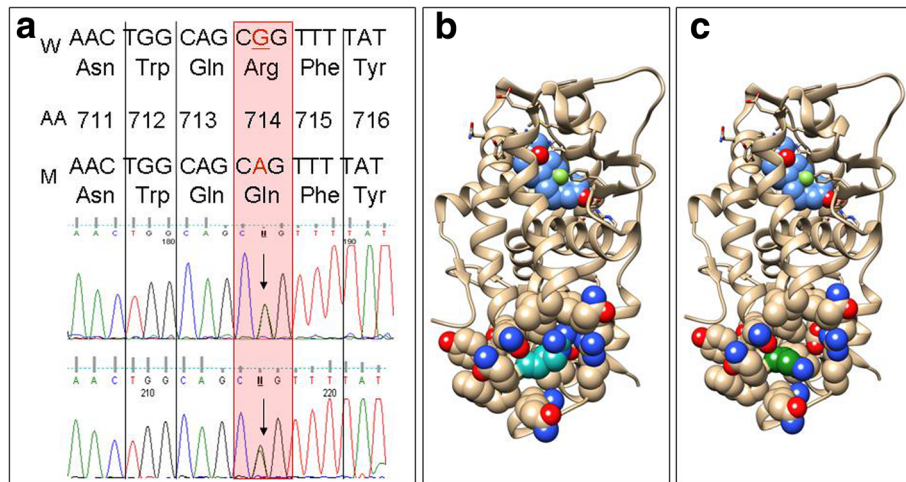 a
W AAC TGG CAG CGG TTT TAT
Asn Trp Gln Arg Phe Tyr
AA 711 712 713 714 715 716
M AAC TGG CAG CAG TTT TAT
Asn Trp Gln Gln Phe Tyr
A A C T G G C A G C N G T T T T A T
180 190
A A C T G G C A G C N G T T T T A T
210 220
b
c